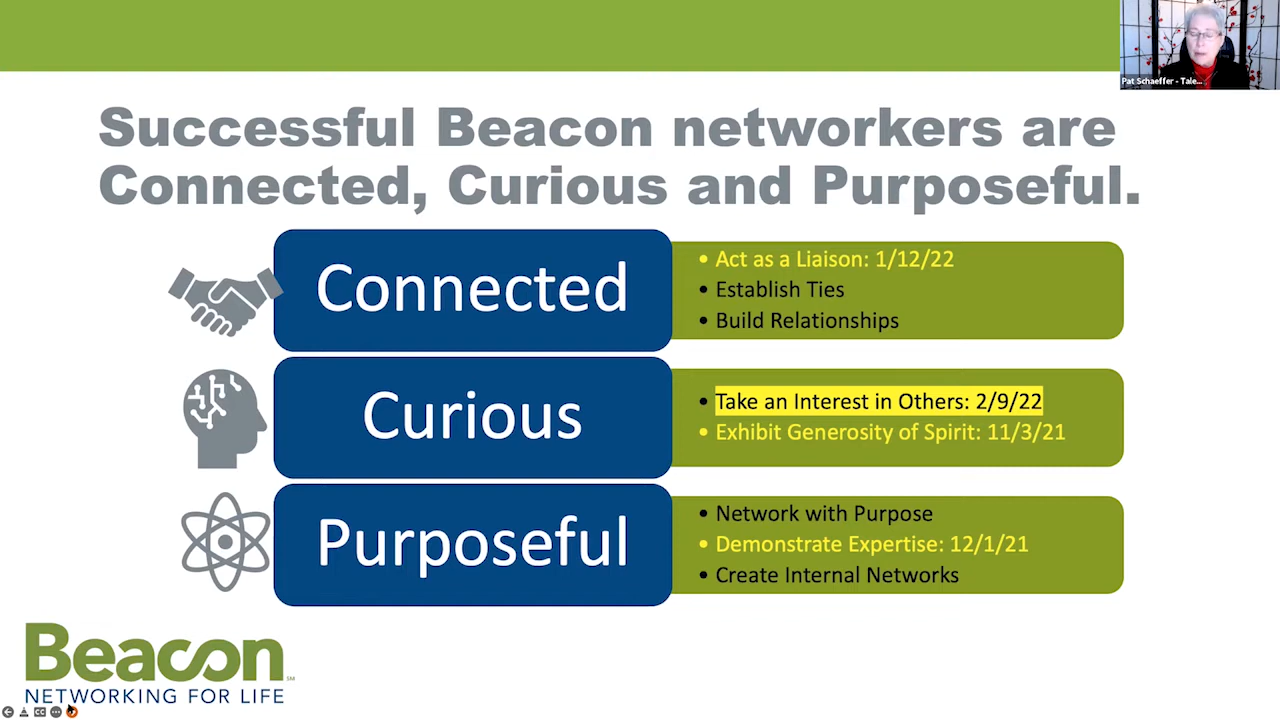 Pat Schaeffer - Tale...
Successful Beacon networkers are
Connected, Curious and Purposeful.
Connected
• Act as a Liaison: 1/12/22
• Establish Ties
• Build Relationships
Curious
• Take an Interest in Others: 2/9/22
• Exhibit Generosity of Spirit: 11/3/21
Purposeful
• Network with Purpose
• Demonstrate Expertise: 12/1/21
• Create Internal Networks
Beacon℠
NETWORKING FOR LIFE
CC